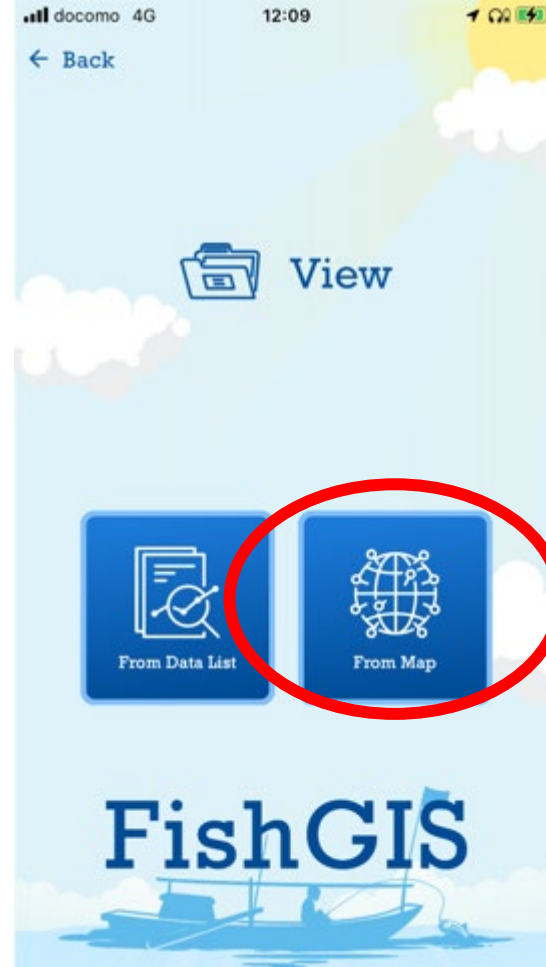 docomo 4G 12:09
← Back
View
From Data List From Map
FishGIS